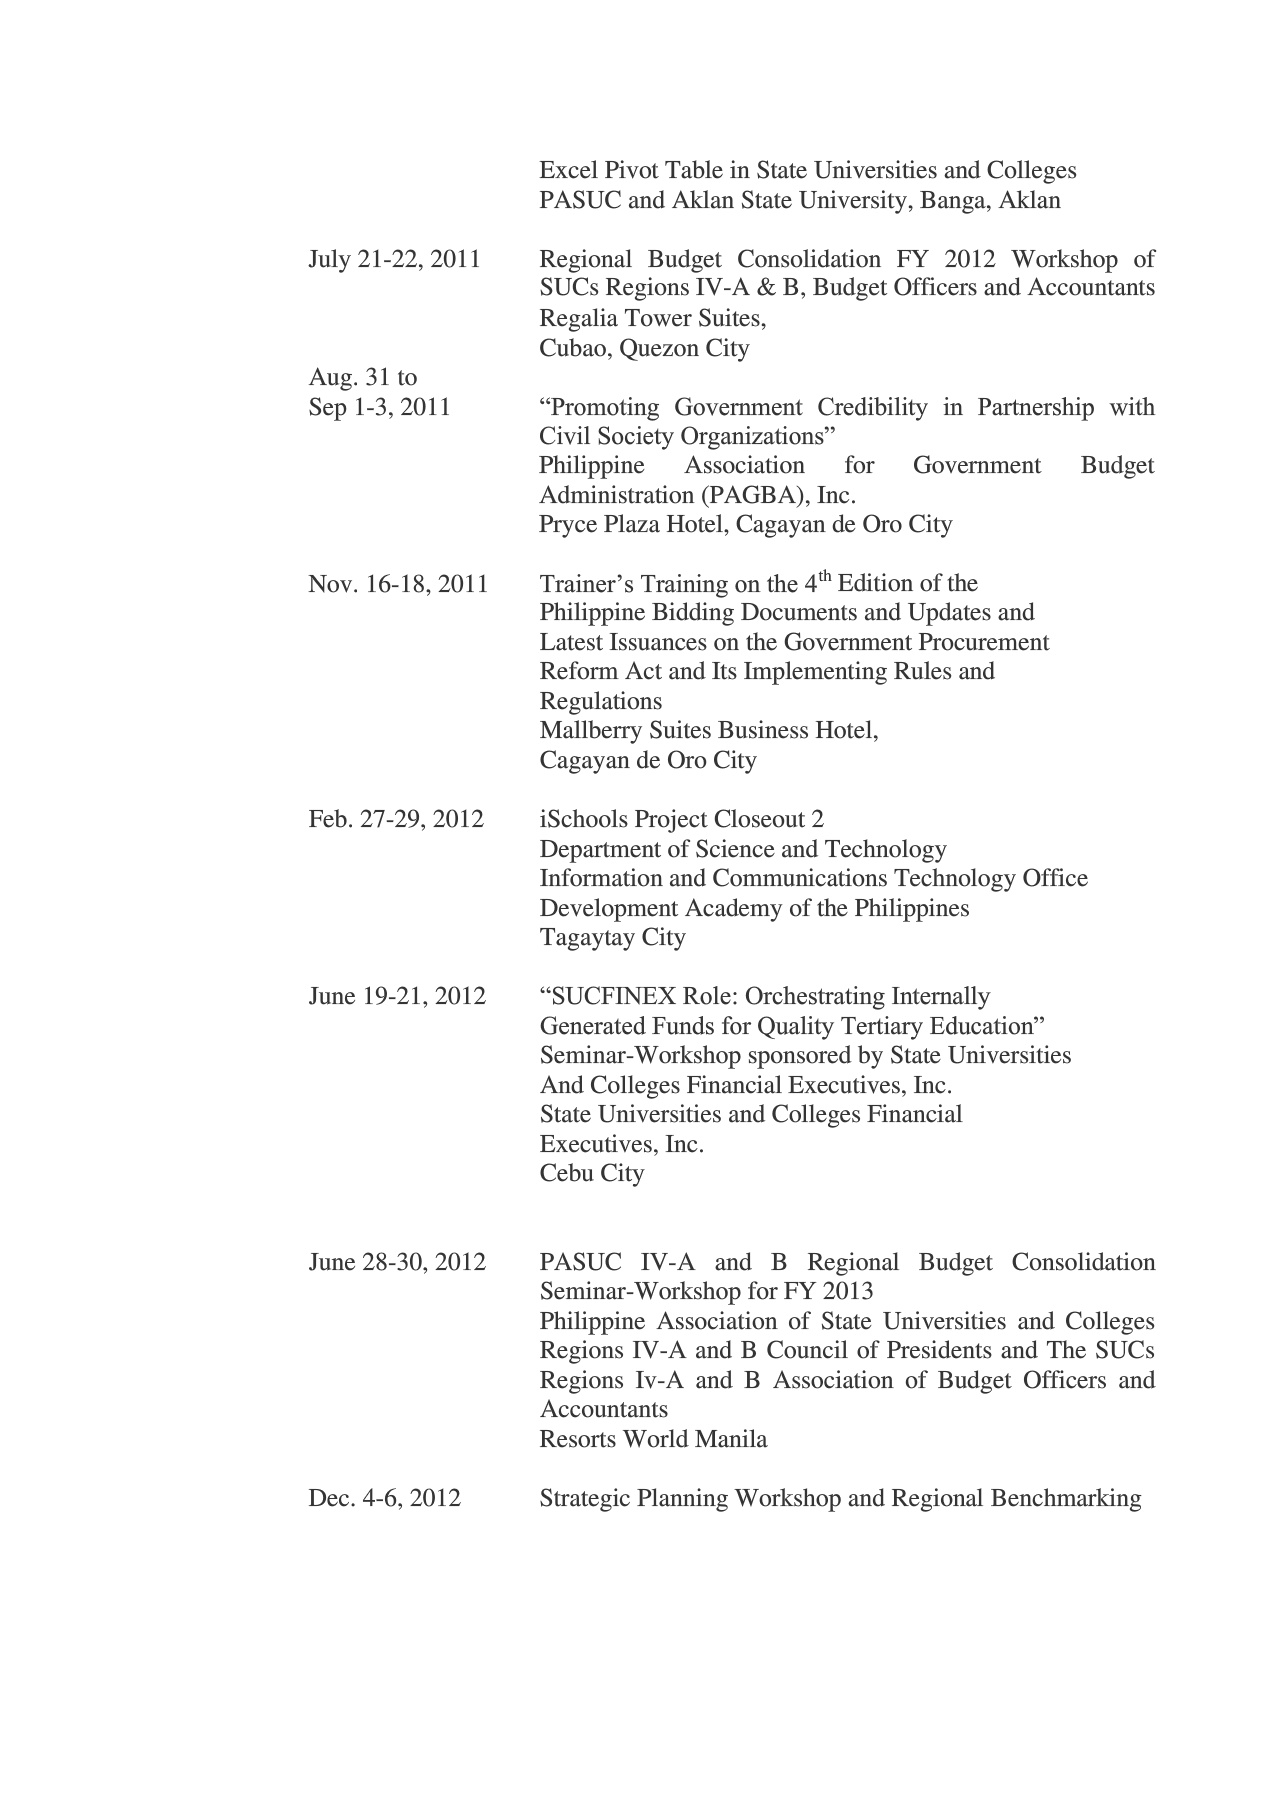 Excel Pivot Table in State Universities and Colleges
PASUC and Aklan State University, Banga, Aklan
July 21-22, 2011 Regional Budget Consolidation FY 2012 Workshop of
SUCs Regions IV-A & B, Budget Officers and Accountants
Regalia Tower Suites,
Cubao, Quezon City
Aug. 31 to
Sep 1-3, 2011 “Promoting Government Credibility in Partnership with
Civil Society Organizations”
Philippine Association for Government Budget
Administration (PAGBA), Inc.
Pryce Plaza Hotel, Cagayan de Oro City
Nov. 16-18, 2011 Trainer’s Training on the 4th Edition of the
Philippine Bidding Documents and Updates and
Latest Issuances on the Government Procurement
Reform Act and Its Implementing Rules and
Regulations
Mallberry Suites Business Hotel,
Cagayan de Oro City
Feb. 27-29, 2012 iSchools Project Closeout 2
Department of Science and Technology
Information and Communications Technology Office
Development Academy of the Philippines
Tagaytay City
June 19-21, 2012 “SUCFINEX Role: Orchestrating Internally
Generated Funds for Quality Tertiary Education”
Seminar-Workshop sponsored by State Universities
And Colleges Financial Executives, Inc.
State Universities and Colleges Financial
Executives, Inc.
Cebu City
June 28-30, 2012 PASUC IV-A and B Regional Budget Consolidation
Seminar-Workshop for FY 2013
Philippine Association of State Universities and Colleges
Regions IV-A and B Council of Presidents and The SUCs
Regions Iv-A and B Association of Budget Officers and
Accountants
Resorts World Manila
Dec. 4-6, 2012 Strategic Planning Workshop and Regional Benchmarking